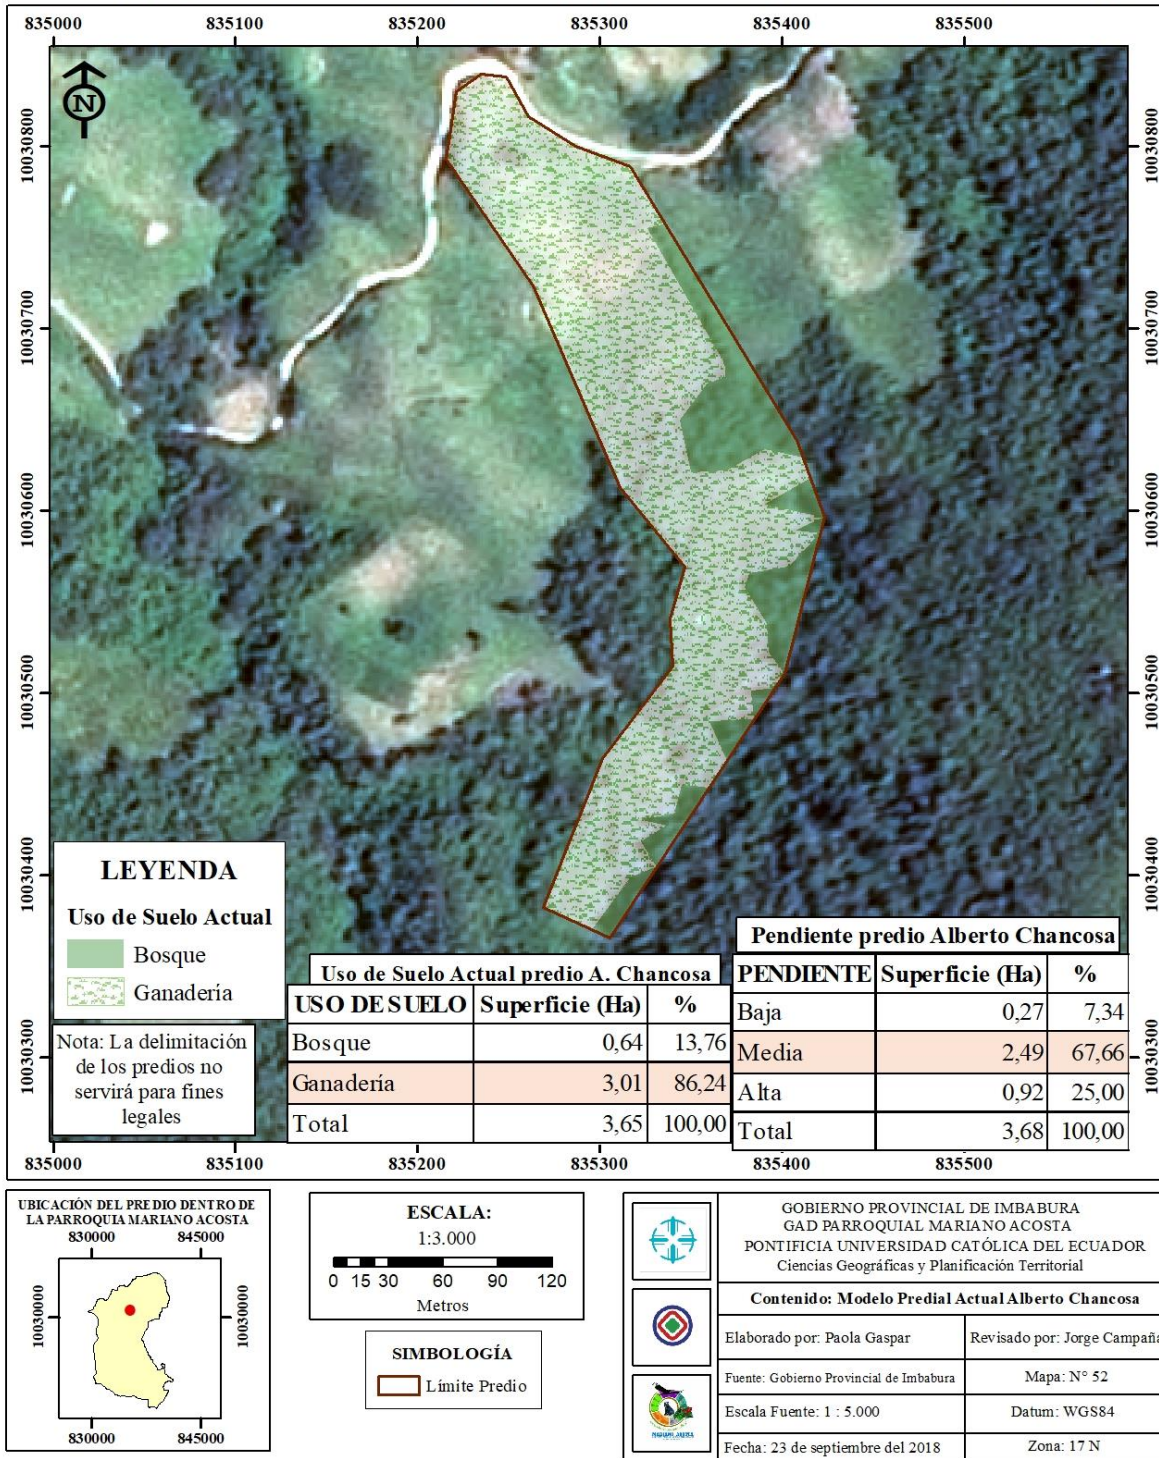 835000 835100 835200 835300 835400 835500
N
10030800 10030800
10030700 10030700
10030600 10030600
10030500 10030500
10030400 10030400
10030300 10030300
LEYENDA
Uso de Suelo Actual
Bosque
Ganadería
Nota: La delimitación
de los predios no
servirá para fines
legales
Uso de Suelo Actual predio A. Chancosa
USO DE SUELO Superficie (Ha) %
Bosque 0,64 13,76
Ganadería 3,01 86,24
Total 3,65 100,00
Pendiente predio Alberto Chancosa
PENDIENTE Superficie (Ha) %
Baja 0,27 7,34
Media 2,49 67,66
Alta 0,92 25,00
Total 3,68 100,00
835000 835100 835200 835300 835400 835500
UBICACIÓN DEL PREDIO DENTRO DE
LA PARROQUIA MARIANO ACOSTA
830000 845000
10030000 10030000
830000 845000
ESCALA:
1:3.000
0 15 30 60 90 120
Metros
SIMBOLOGÍA
Límite Predio
GOBIERNO PROVINCIAL DE IMBABURA
GAD PARROQUIAL MARIANO ACOSTA
PONTIFICIA UNIVERSIDAD CATÓLICA DEL ECUADOR
Ciencias Geográficas y Planificación Territorial
Contenido: Modelo Predial Actual Alberto Chancosa
Elaborado por: Paola Gaspar Revisado por: Jorge Campaña
Fuente: Gobierno Provincial de Imbabura Mapa: N° 52
Escala Fuente: 1 : 5.000 Datum: WGS84
Fecha: 23 de septiembre del 2018 Zona: 17 N